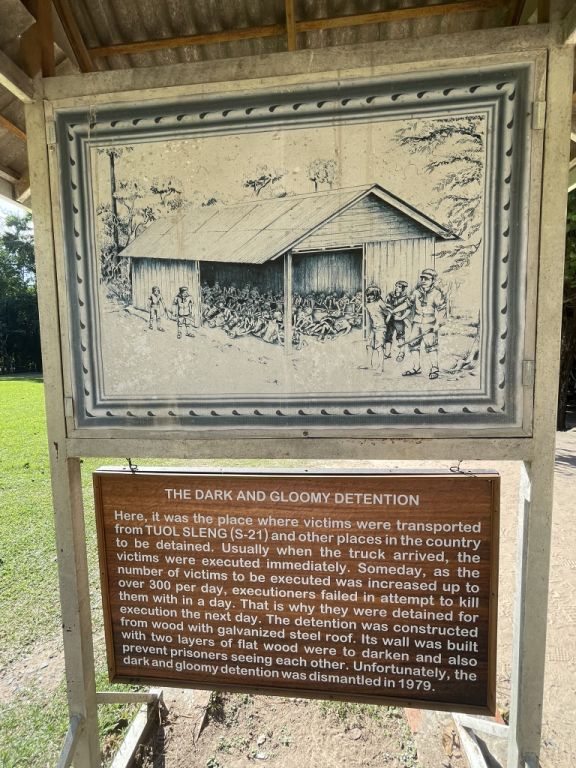 THE DARK AND GLOOMY DETENTION
Here, it was the place where victims were transported
from TUOL SLENG (S-21) and other places in the country
to be detained. Usually when the truck arrived, the
victims were executed immediately. Someday, as the
number of victims to be executed was increased up to
over 300 per day, executioners failed in attempt to kill
them with in a day. That is why they were detained for
execution the next day. The detention was constructed
from wood with galvanized steel roof. Its wall was built
with two layers of flat wood were to darken and also
prevent prisoners seeing each other. Unfortunately, the
dark and gloomy detention was dismantled in 1979.